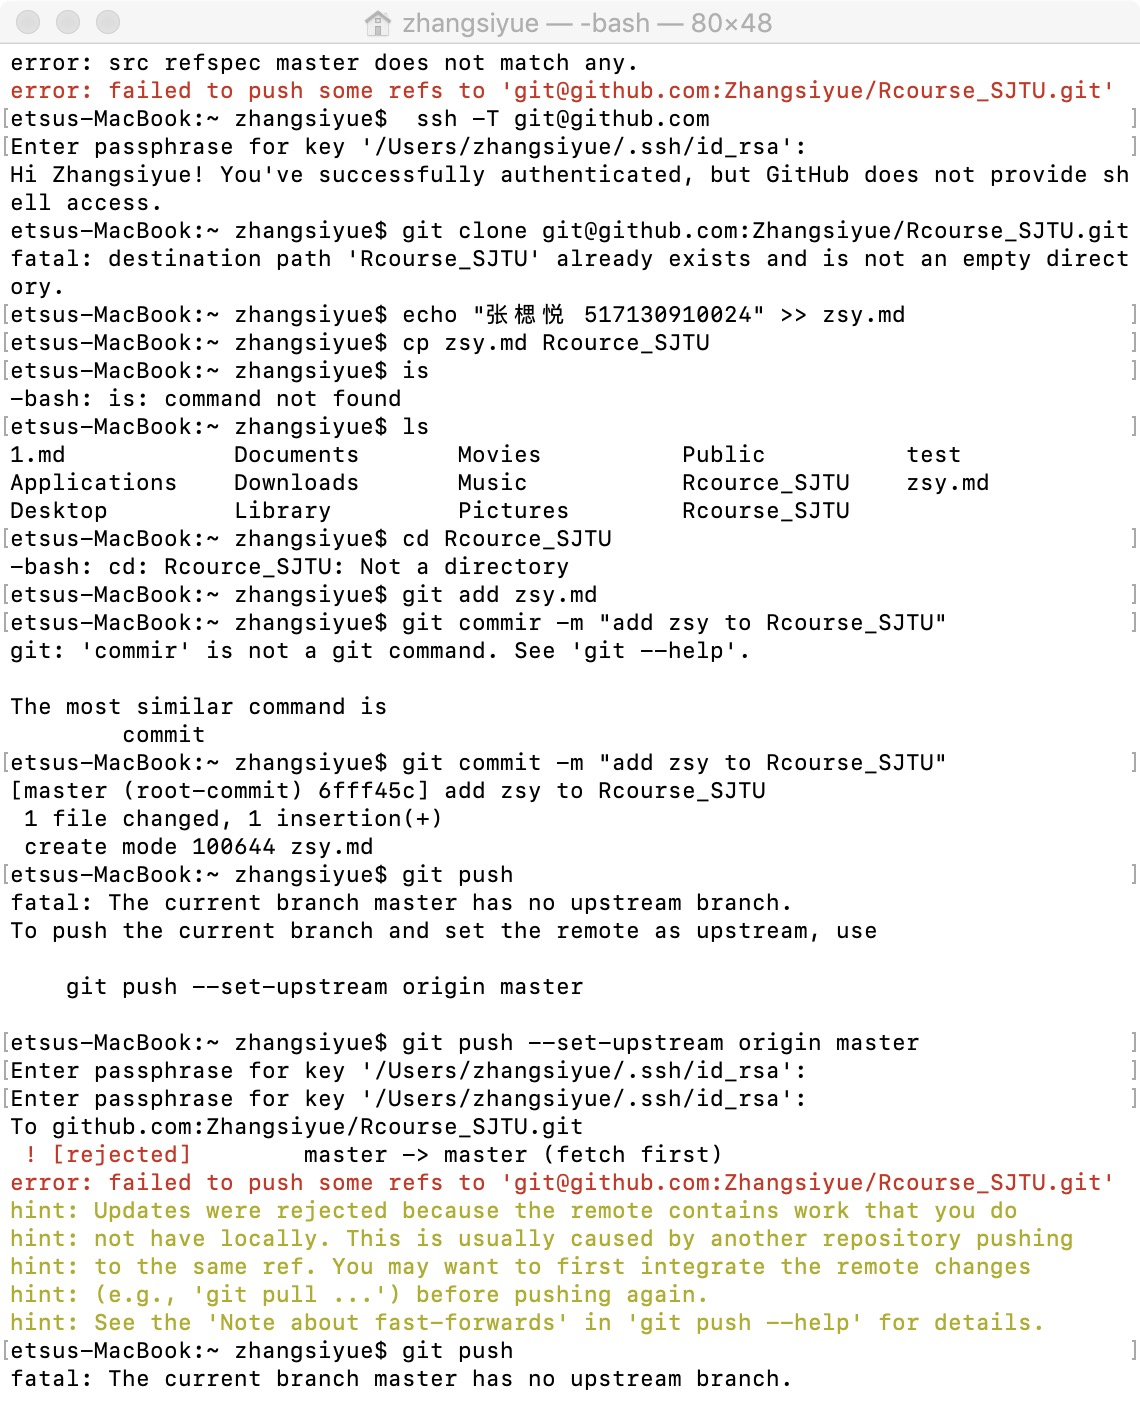 zhangsiyue — -bash — 80×48
error: src refspec master does not match any.
error: failed to push some refs to 'git@github.com:Zhangsiyue/Rcourse_SJTU.git'
[etsus-MacBook:~ zhangsiyue$  ssh -T git@github.com ]
[Enter passphrase for key '/Users/zhangsiyue/.ssh/id_rsa': ]
Hi Zhangsiyue! You've successfully authenticated, but GitHub does not provide sh
ell access.
etsus-MacBook:~ zhangsiyue$ git clone git@github.com:Zhangsiyue/Rcourse_SJTU.git
fatal: destination path 'Rcourse_SJTU' already exists and is not an empty direct
ory.
[etsus-MacBook:~ zhangsiyue$ echo "张楒悦 517130910024" >> zsy.md ]
[etsus-MacBook:~ zhangsiyue$ cp zsy.md Rcource_SJTU ]
[etsus-MacBook:~ zhangsiyue$ is ]
-bash: is: command not found
[etsus-MacBook:~ zhangsiyue$ ls ]
1.md            Documents       Movies          Public          test
Applications    Downloads       Music           Rcource_SJTU    zsy.md
Desktop         Library         Pictures        Rcourse_SJTU
[etsus-MacBook:~ zhangsiyue$ cd Rcource_SJTU ]
-bash: cd: Rcource_SJTU: Not a directory
[etsus-MacBook:~ zhangsiyue$ git add zsy.md ]
[etsus-MacBook:~ zhangsiyue$ git commir -m "add zsy to Rcourse_SJTU" ]
git: 'commir' is not a git command. See 'git --help'.
The most similar command is
        commit
[etsus-MacBook:~ zhangsiyue$ git commit -m "add zsy to Rcourse_SJTU" ]
[master (root-commit) 6fff45c] add zsy to Rcourse_SJTU
 1 file changed, 1 insertion(+)
 create mode 100644 zsy.md
[etsus-MacBook:~ zhangsiyue$ git push ]
fatal: The current branch master has no upstream branch.
To push the current branch and set the remote as upstream, use
    git push --set-upstream origin master
[etsus-MacBook:~ zhangsiyue$ git push --set-upstream origin master ]
[Enter passphrase for key '/Users/zhangsiyue/.ssh/id_rsa': ]
[Enter passphrase for key '/Users/zhangsiyue/.ssh/id_rsa': ]
To github.com:Zhangsiyue/Rcourse_SJTU.git
 ! [rejected]        master -> master (fetch first)
error: failed to push some refs to 'git@github.com:Zhangsiyue/Rcourse_SJTU.git'
hint: Updates were rejected because the remote contains work that you do
hint: not have locally. This is usually caused by another repository pushing
hint: to the same ref. You may want to first integrate the remote changes
hint: (e.g., 'git pull ...') before pushing again.
hint: See the 'Note about fast-forwards' in 'git push --help' for details.
[etsus-MacBook:~ zhangsiyue$ git push ]
fatal: The current branch master has no upstream branch.